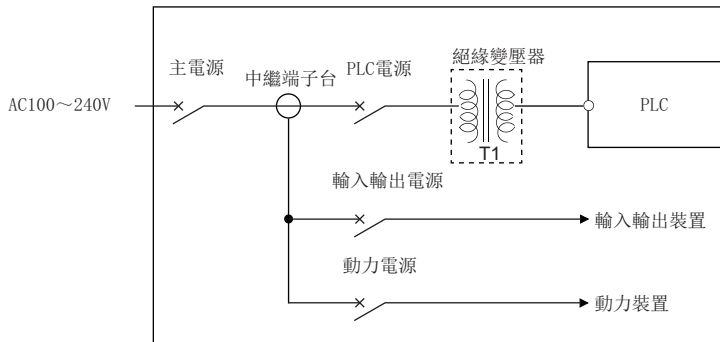 絕緣變壓器
主電源
中繼端子台
PLC電源
AC100～240V
PLC
T1
輸入輸出電源
輸入輸出裝置
動力電源
動力裝置